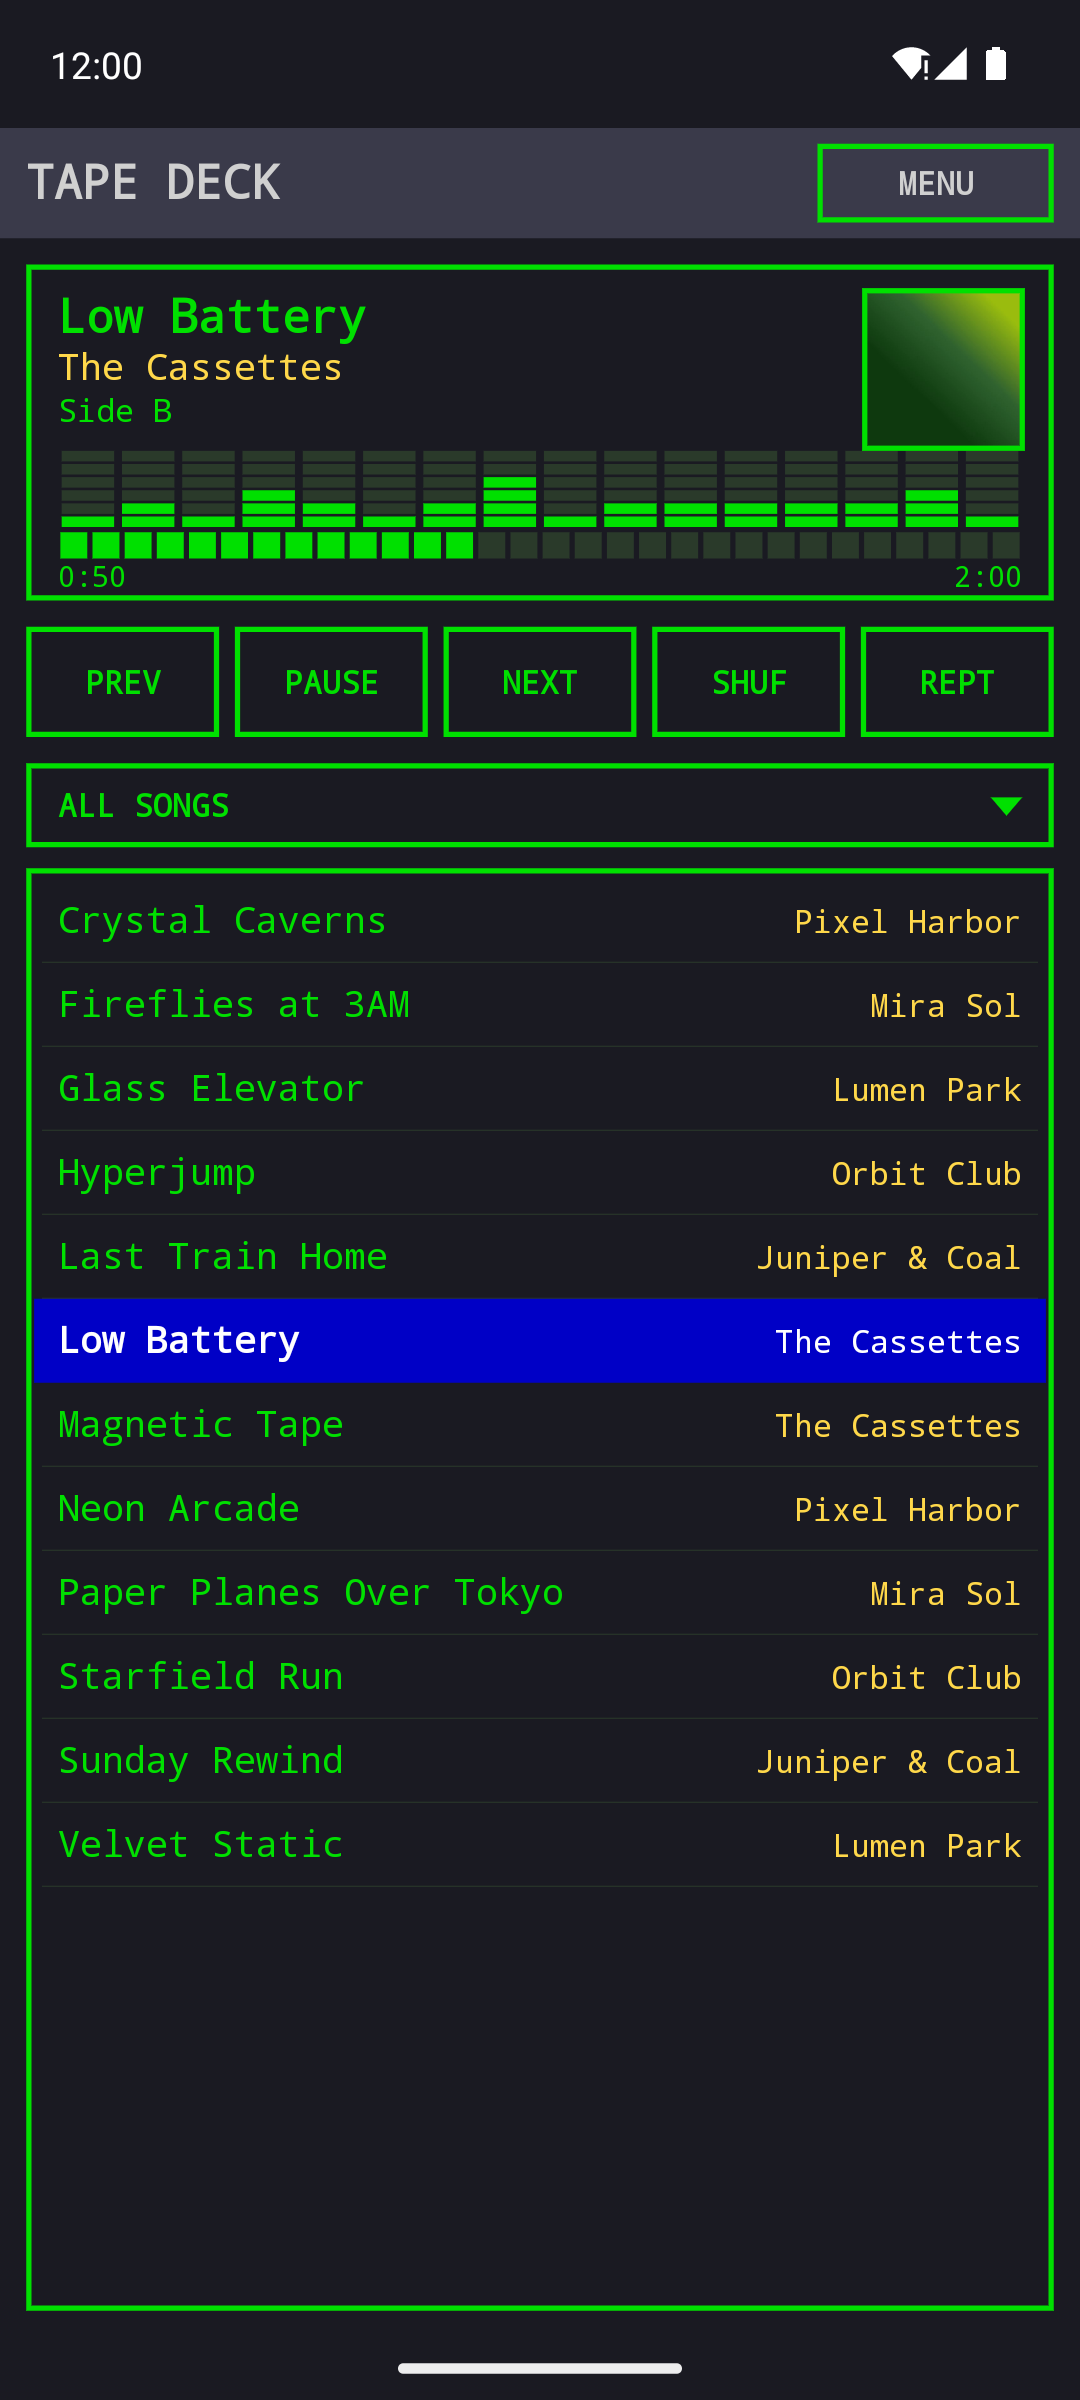 12:00
TAPE DECK
MENU
Low Battery
The Cassettes
Side B
0:50 2:00
PREV PAUSE NEXT SHUF REPT
ALL SONGS
Crystal Caverns Pixel Harbor
Fireflies at 3AM Mira Sol
Glass Elevator Lumen Park
Hyperjump Orbit Club
Last Train Home Juniper & Coal
Low Battery The Cassettes
Magnetic Tape The Cassettes
Neon Arcade Pixel Harbor
Paper Planes Over Tokyo Mira Sol
Starfield Run Orbit Club
Sunday Rewind Juniper & Coal
Velvet Static Lumen Park